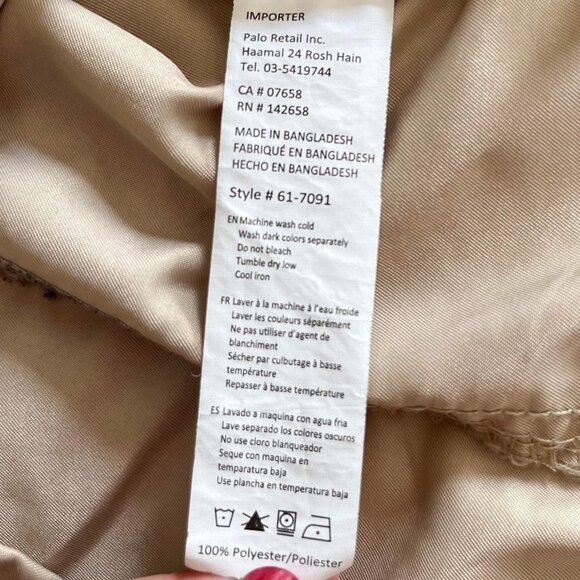 IMPORTER
Palo Retail Inc.
Haamal 24 Rosh Hain
Tel. 03-5419744
CA # 07658
RN # 142658
MADE IN BANGLADESH
FABRIQUÉ EN BANGLADESH
HECHO EN BANGLADESH
Style # 61-7091
EN Machine wash cold
Wash dark colors separately
Do not bleach
Tumble dry low
Cool iron
FR Laver à la machine à l'eau froide
Laver les couleurs séparément
Ne pas utiliser d'agent de
blanchiment
Sécher par culbutage à basse
température
Repasser à basse température
ES Lavado a maquina con agua fria
Lave separado los colores oscuros
No use cloro blanqueador
Seque con maquina en
temparatura baja
Use plancha en temperatura baja
100% Polyester/Poliester